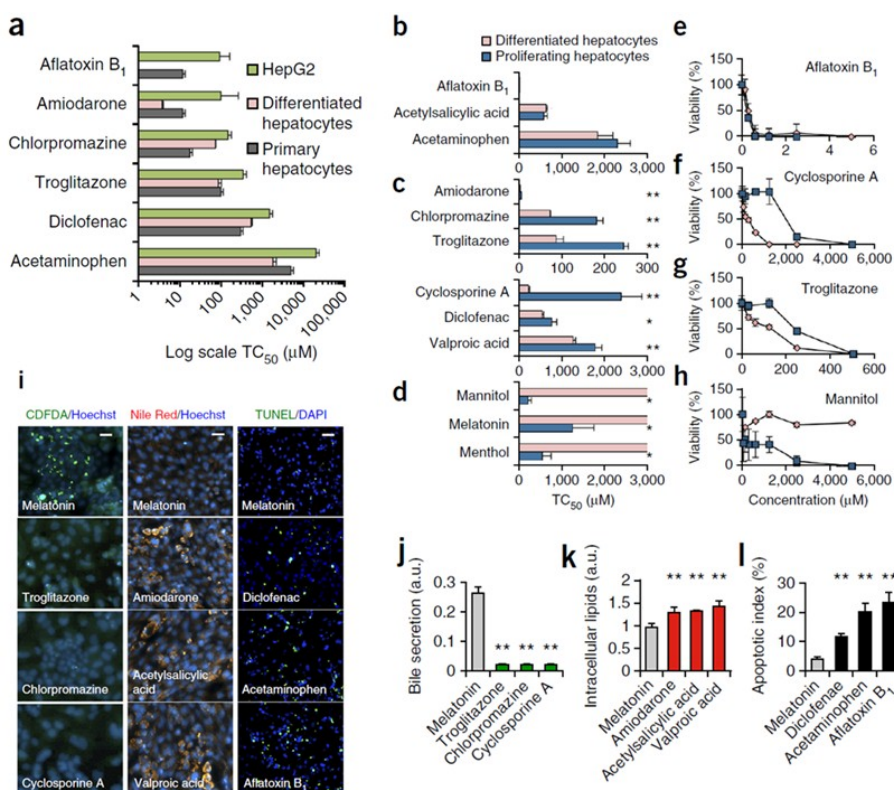 a
Aflatoxin B1
Amiodarone
Chlorpromazine
Troglitazone
Diclofenac
Acetaminophen
HepG2
Differentiated
hepatocytes
Primary
hepatocytes
1
10
100
1,000
10,000
100,000
Log scale TC50 (μM)
b
Differentiated hepatocytes
Proliferating hepatocytes
Aflatoxin B1
Acetylsalicylic acid
Acetaminophen
0 1,000 2,000 3,000
c
Amiodarone **
Chlorpromazine **
Troglitazone **
0 100 200 300
Cyclosporine A **
Diclofenac *
Valproic acid **
0 1,000 2,000 3,000
d
Mannitol *
Melatonin *
Menthol *
0 1,000 2,000 3,000
TC50 (μM)
e
Aflatoxin B1
Viability (%)
150
100
50
0
0 2 4 6
f
Cyclosporine A
Viability (%)
150
100
50
0
0 2,000 4,000 6,000
g
Troglitazone
Viability (%)
150
100
50
0
0 200 400 600
h
Mannitol
Viability (%)
150
100
50
0
0 2,000 4,000 6,000
Concentration (μM)
i
CDFDA/Hoechst Nile Red/Hoechst TUNEL/DAPI
Melatonin Melatonin Melatonin
Troglitazone Amiodarone Diclofenac
Chlorpromazine Acetylsalicylic acid Acetaminophen
Cyclosporine A Valproic acid Aflatoxin B1
j
Bile secretion (a.u.)
0.3
0.2
0.1
0
** ** **
Melatonin
Troglitazone
Chlorpromazine
Cyclosporine A
k
Intracellular lipids (a.u.)
2
1.5
1
0.5
0
** ** **
Melatonin
Amiodarone
Acetylsalicylic acid
Valproic acid
l
Apoptotic index (%)
30
20
10
0
** ** **
Melatonin
Diclofenae
Acetaminophen
Aflatoxin B1